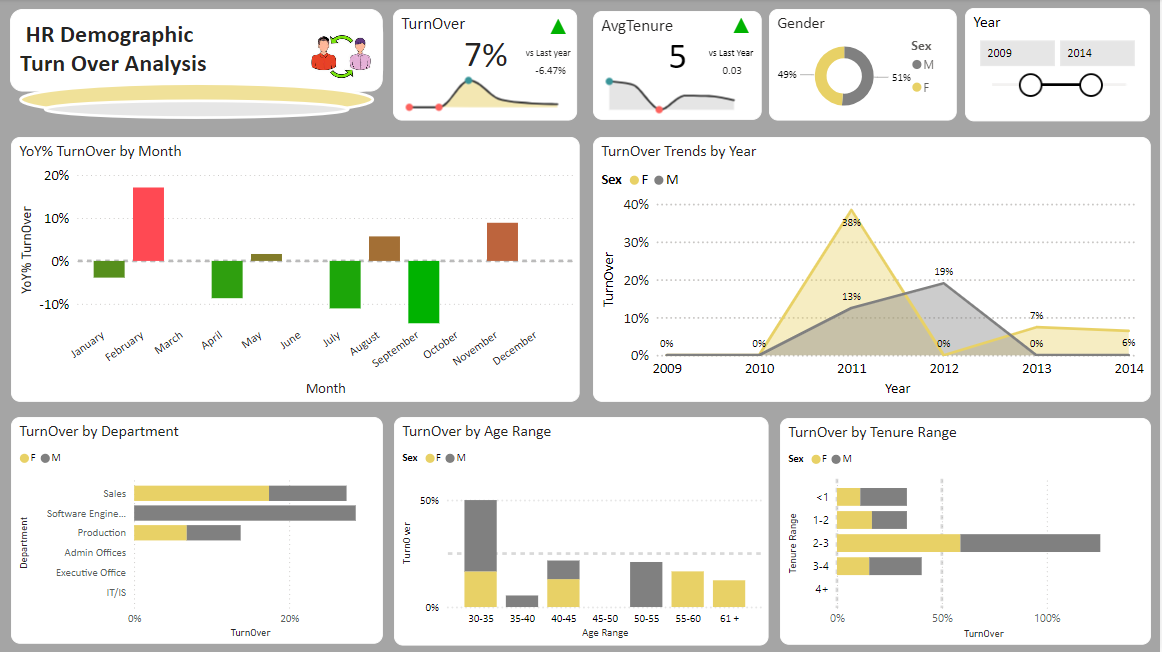 HR Demographic
Turn Over Analysis
TurnOver
7%
vs Last year
-6.47%
AvgTenure
5
vs Last Year
0.03
Gender
49%
51%
Sex
M
F
Year
2009
2014
YoY% TurnOver by Month
YoY% TurnOver
20%
10%
0%
-10%
January
February
March
April
May
June
July
August
September
October
November
December
Month
TurnOver Trends by Year
Sex F M
TurnOver
40%
30%
20%
10%
0%
0%
0%
38%
13%
19%
0%
7%
0%
6%
2009 2010 2011 2012 2013 2014
Year
TurnOver by Department
F M
Department
Sales
Software Engine...
Production
Admin Offices
Executive Office
IT/IS
0% 20%
TurnOver
TurnOver by Age Range
Sex F M
TurnOver
50%
0%
30-35 35-40 40-45 45-50 50-55 55-60 61 +
Age Range
TurnOver by Tenure Range
Sex F M
Tenure Range
<1
1-2
2-3
3-4
4+
0% 50% 100%
TurnOver